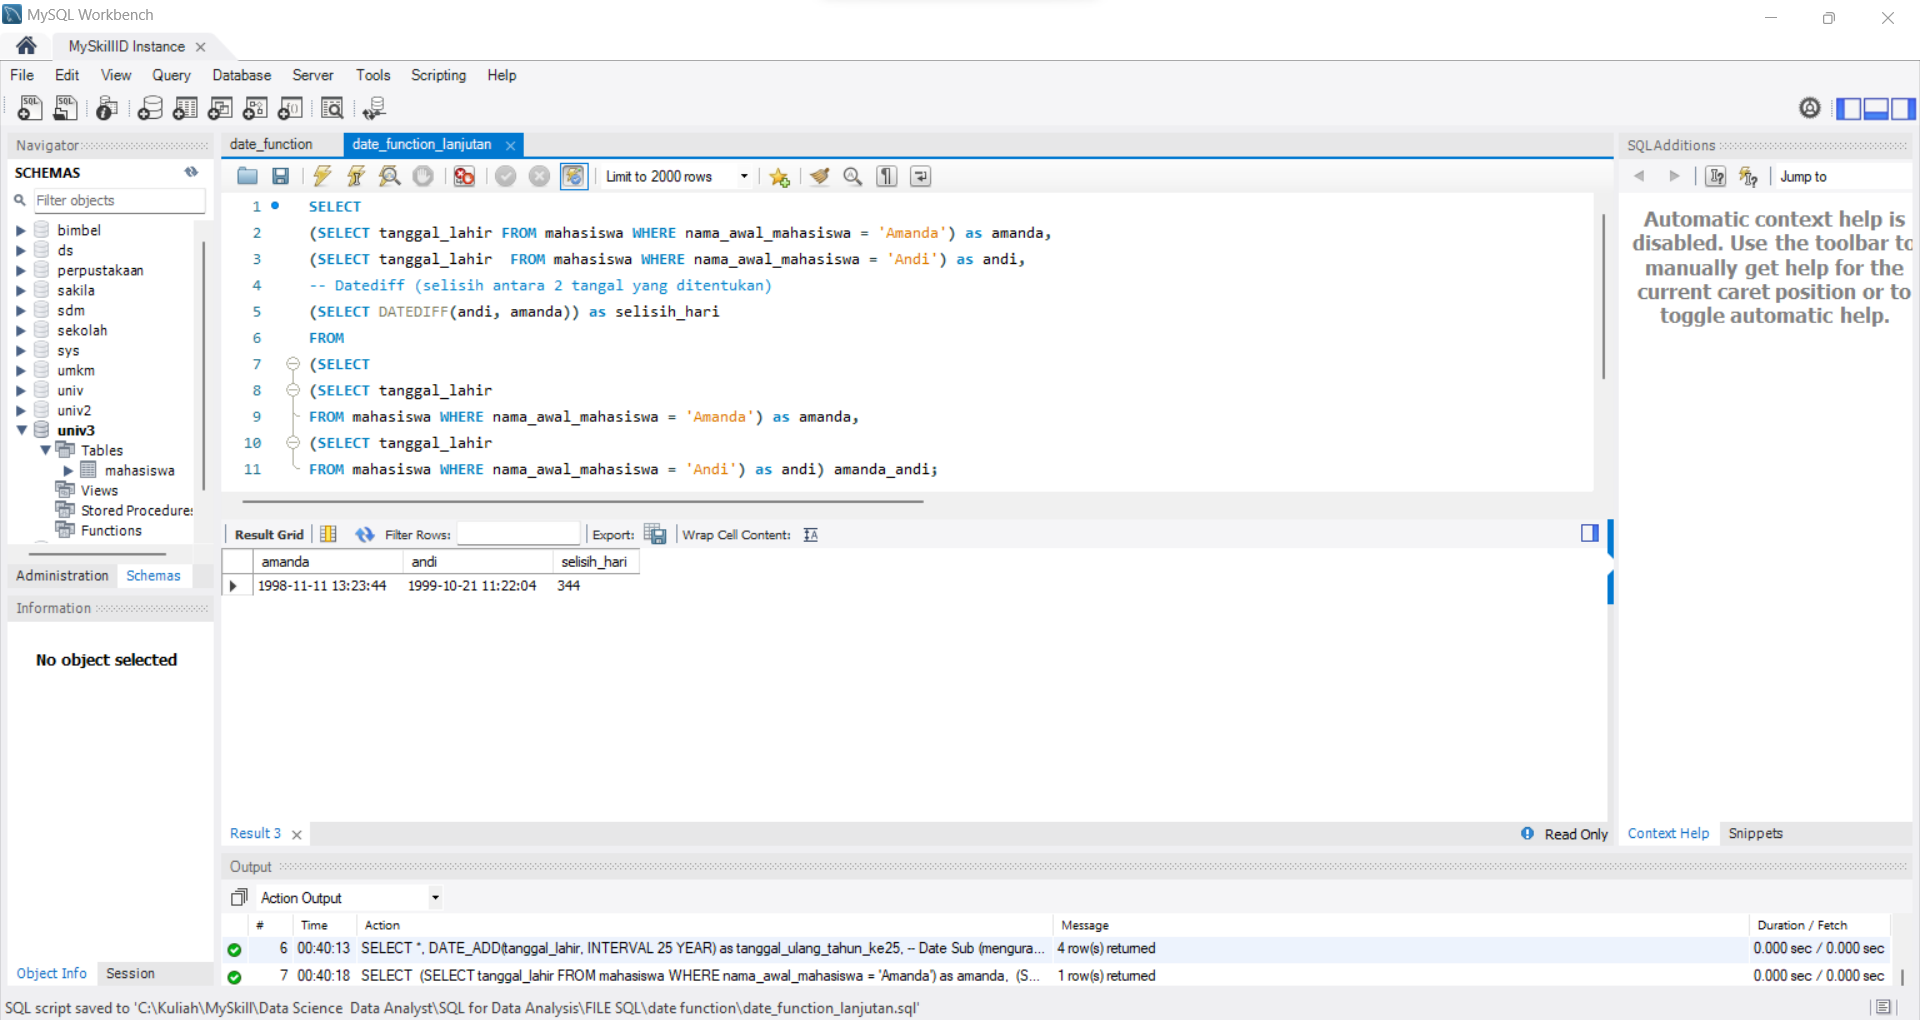 MySQL Workbench
MySkillID Instance
File Edit View Query Database Server Tools Scripting Help
Navigator
SCHEMAS
Filter objects
bimbel
ds
perpustakaan
sakila
sdm
sekolah
sys
umkm
univ
univ2
univ3
Tables
mahasiswa
Views
Stored Procedures
Functions
Administration Schemas
Information
No object selected
Object Info Session
date_function date_function_lanjutan
Limit to 2000 rows
1 SELECT
2 (SELECT tanggal_lahir FROM mahasiswa WHERE nama_awal_mahasiswa = 'Amanda') as amanda,
3 (SELECT tanggal_lahir  FROM mahasiswa WHERE nama_awal_mahasiswa = 'Andi') as andi,
4 -- Datediff (selisih antara 2 tangal yang ditentukan)
5 (SELECT DATEDIFF(andi, amanda)) as selisih_hari
6 FROM
7 (SELECT
8 (SELECT tanggal_lahir
9 FROM mahasiswa WHERE nama_awal_mahasiswa = 'Amanda') as amanda,
10 (SELECT tanggal_lahir
11 FROM mahasiswa WHERE nama_awal_mahasiswa = 'Andi') as andi) amanda_andi;
Result Grid Filter Rows: Export: Wrap Cell Content:
amanda andi selisih_hari
1998-11-11 13:23:44 1999-10-21 11:22:04 344
Result 3 Read Only
SQLAdditions
Jump to
Automatic context help is
disabled. Use the toolbar to
manually get help for the
current caret position or to
toggle automatic help.
Context Help Snippets
Output
Action Output
# Time Action Message Duration / Fetch
6 00:40:13 SELECT *, DATE_ADD(tanggal_lahir, INTERVAL 25 YEAR) as tanggal_ulang_tahun_ke25, -- Date Sub (mengura... 4 row(s) returned 0.000 sec / 0.000 sec
7 00:40:18 SELECT (SELECT tanggal_lahir FROM mahasiswa WHERE nama_awal_mahasiswa = 'Amanda') as amanda, (S... 1 row(s) returned 0.000 sec / 0.000 sec
SQL script saved to 'C:\Kuliah\MySkill\Data Science  Data Analyst\SQL for Data Analysis\FILE SQL\date function\date_function_lanjutan.sql'